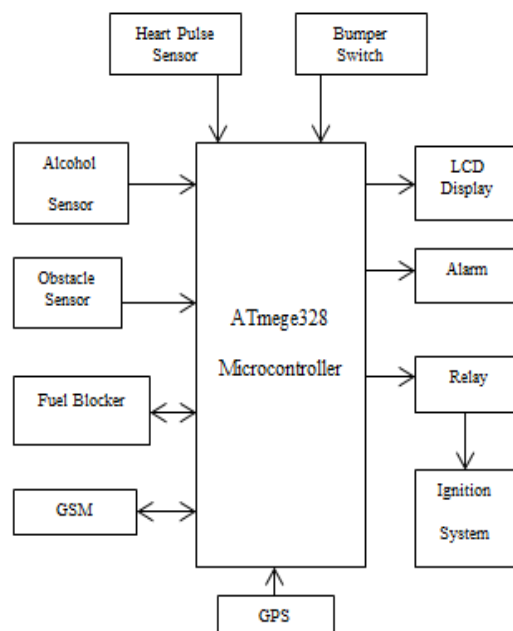 Heart Pulse
Sensor
Bumper
Switch
Alcohol
Sensor
LCD
Display
Obstacle
Sensor
Alarm
ATmege328
Microcontroller
Fuel Blocker
Relay
GSM
Ignition
System
GPS